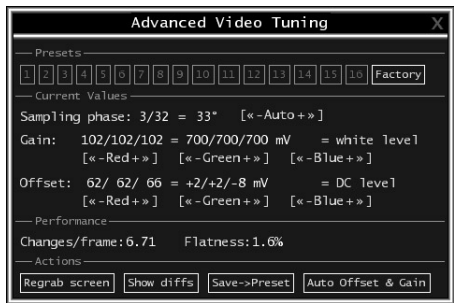 Advanced Video Tuning X
Presets
1 2 3 4 5 6 7 8 9 10 11 12 13 14 15 16 Factory
Current Values
Sampling phase: 3/32 = 33° [«-Auto+»]
Gain: 102/102/102 = 700/700/700 mV = white level
[«-Red+»] [«-Green+»] [«-Blue+»]
Offset: 62/ 62/ 66 = +2/+2/-8 mV = DC level
[«-Red+»] [«-Green+»] [«-Blue+»]
Performance
Changes/frame:6.71 Flatness:1.6%
Actions
Regrab screen Show diffs Save->Preset Auto Offset & Gain